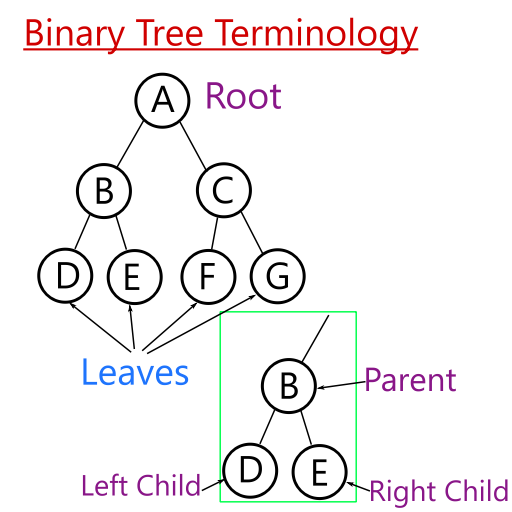 Binary Tree Terminology
A Root
B C
D E F G
Leaves
B Parent
D E
Left Child Right Child